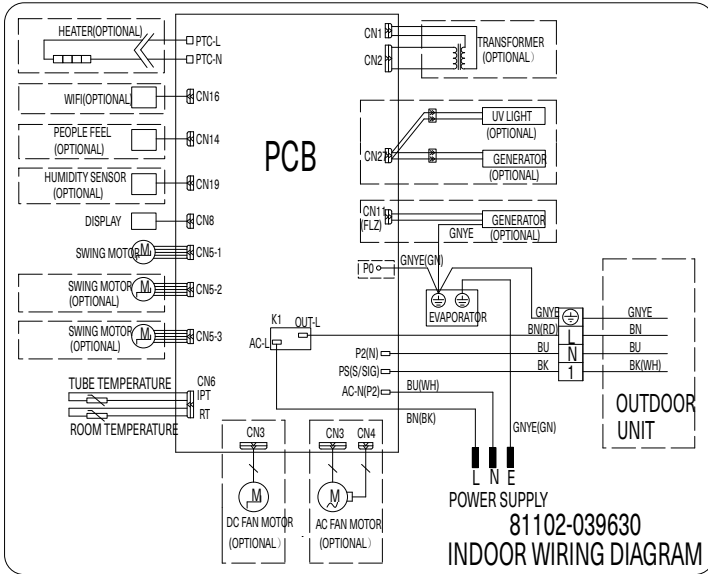 HEATER(OPTIONAL)
PTC-L
PTC-N
WIFI(OPTIONAL)
CN16
PEOPLE FEEL
(OPTIONAL)
CN14
HUMIDITY SENSOR
(OPTIONAL)
CN19
DISPLAY
CN8
SWING MOTOR
M
CN5-1
SWING MOTOR
(OPTIONAL)
M
CN5-2
SWING MOTOR
(OPTIONAL)
M
CN5-3
TUBE TEMPERATURE
ROOM TEMPERATURE
CN6
IPT
RT
PCB
CN1
CN2
TRANSFORMER
(OPTIONAL)
CN2
UV LIGHT
(OPTIONAL)
GENERATOR
(OPTIONAL)
CN11
(FLZ)
GENERATOR
(OPTIONAL)
GNYE
P0
GNYE(GN)
EVAPORATOR
K1
OUT-L
AC-L
P2(N)
PS(S/SIG)
AC-N(P2)
BU(WH)
BN(BK)
GNYE(GN)
GNYE
BN(RD)
BU
BK
L
N
1
GNYE
BN
BU
BK(WH)
OUTDOOR
UNIT
CN3
M
DC FAN MOTOR
(OPTIONAL)
CN3
CN4
M
AC FAN MOTOR
(OPTIONAL)
L N E
POWER SUPPLY
81102-039630
INDOOR WIRING DIAGRAM